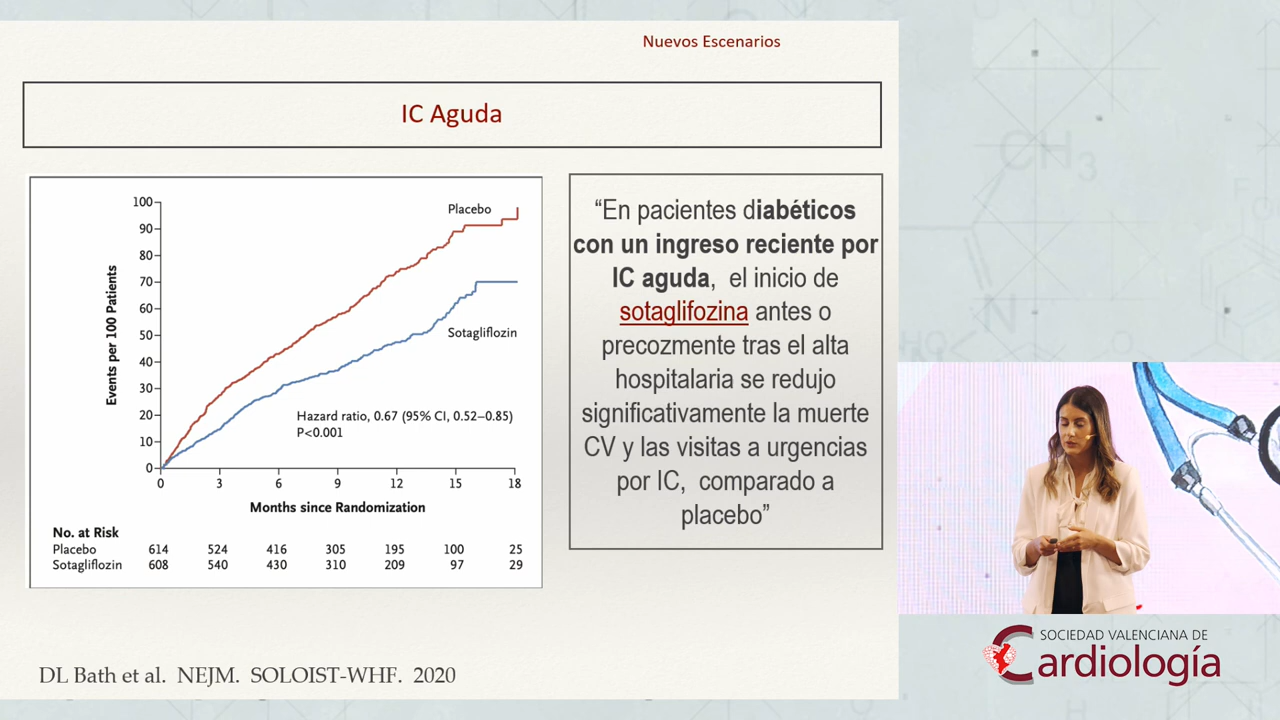 Nuevos Escenarios
IC Aguda
100
90
80
70
60
50
40
30
20
10
0
Events per 100 Patients
Placebo
Sotagliflozin
Hazard ratio, 0.67 (95% CI, 0.52–0.85)
P<0.001
0 3 6 9 12 15 18
Months since Randomization
No. at Risk
Placebo 614 524 416 305 195 100 25
Sotagliflozin 608 540 430 310 209 97 29
“En pacientes diabéticos
con un ingreso reciente por
IC aguda, el inicio de
sotaglifozina antes o
precozmente tras el alta
hospitalaria se redujo
significativamente la muerte
CV y las visitas a urgencias
por IC, comparado a
placebo”
DL Bath et al. NEJM. SOLOIST-WHF. 2020
CH3
N
HO
SOCIEDAD VALENCIANA DE
Cardiología